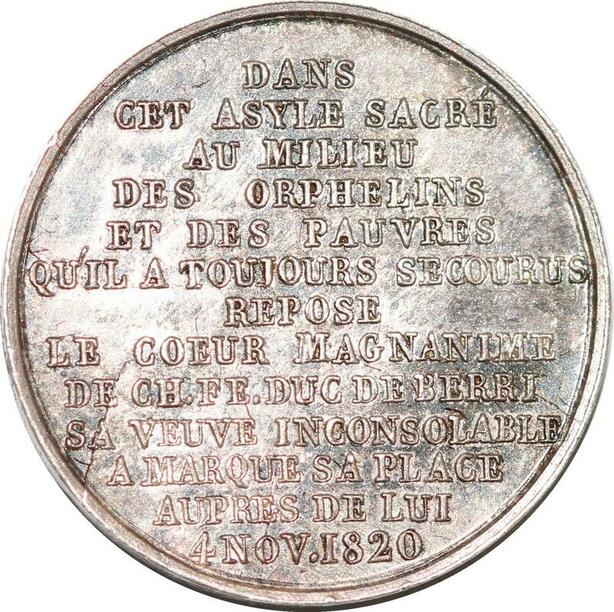 DANS
CET ASYLE SACRÉ
AU MILIEU
DES ORPHELINS
ET DES PAUVRES
QU'IL A TOUJOURS SECOURUS
REPOSE
LE COEUR MAGNANIME
DE CH.FE.DUC DE BERRI
SA VEUVE INCONSOLABLE
A MARQUE SA PLACE
AUPRES DE LUI
4 NOV.1820